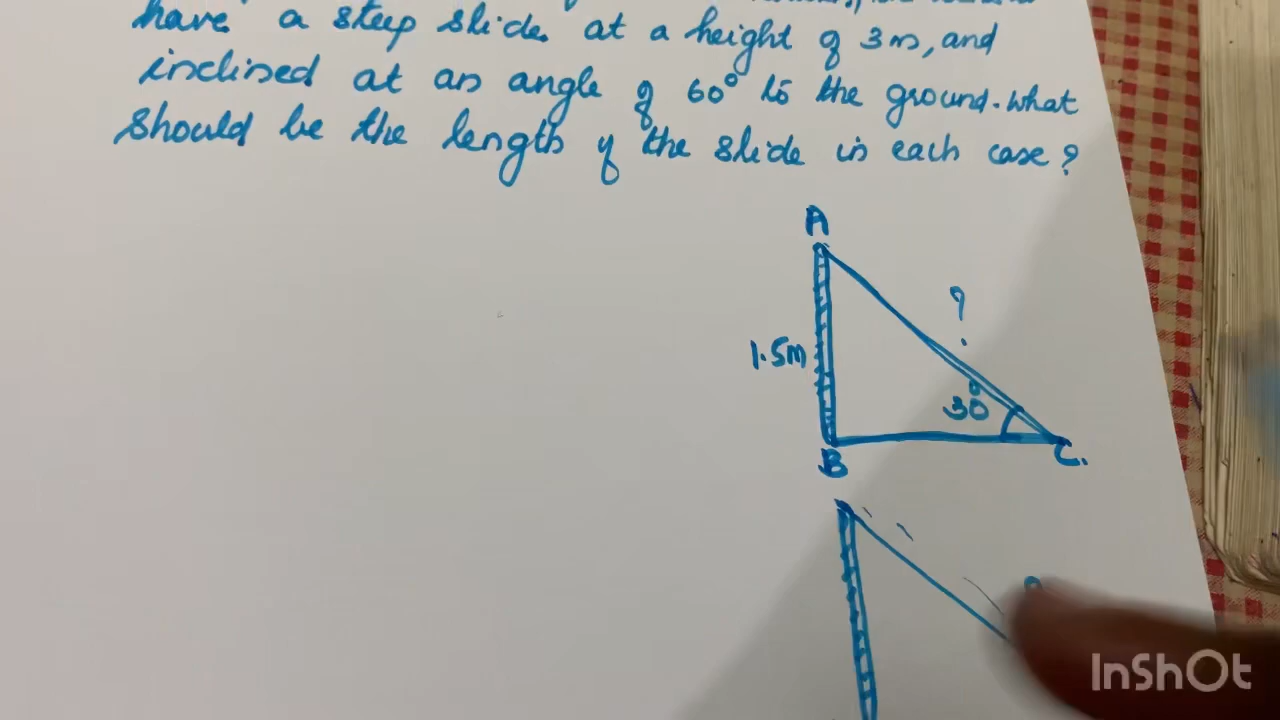 have a steep slide at a height of 3m, and
inclined at an angle of 60° to the ground. what
should be the length of the slide in each case?
A
?
1.5m
30°
B
C.
InShOt